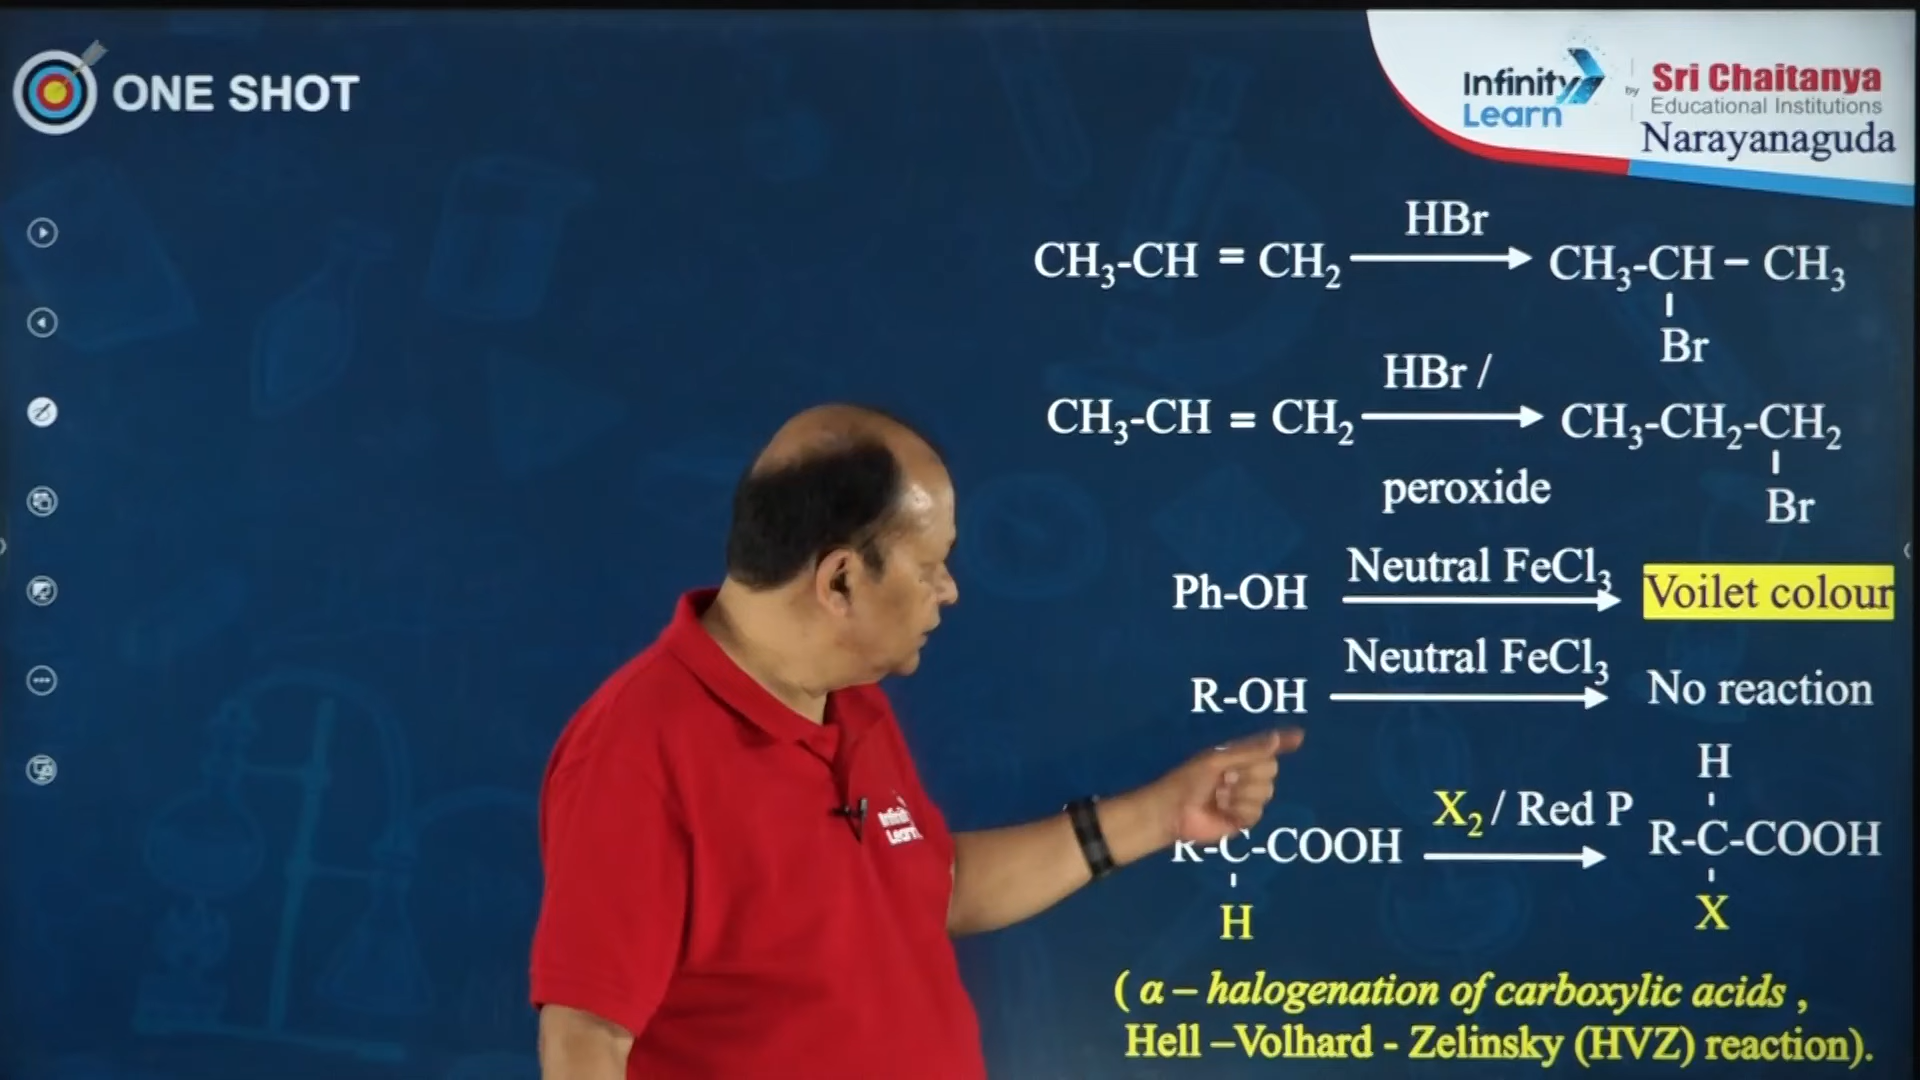 ONE SHOT
Infinity Learn by Sri Chaitanya Educational Institutions
Narayanaguda
HBr
CH₃-CH = CH₂ → CH₃-CH – CH₃
Br
HBr /
CH₃-CH = CH₂ → CH₃-CH₂-CH₂
peroxide
Br
Neutral FeCl₃
Ph-OH → Voilet colour
Neutral FeCl₃
R-OH → No reaction
H
X₂ / Red P
R-C-COOH → R-C-COOH
H X
( α – halogenation of carboxylic acids ,
Hell –Volhard - Zelinsky (HVZ) reaction).
Infinity
Learn